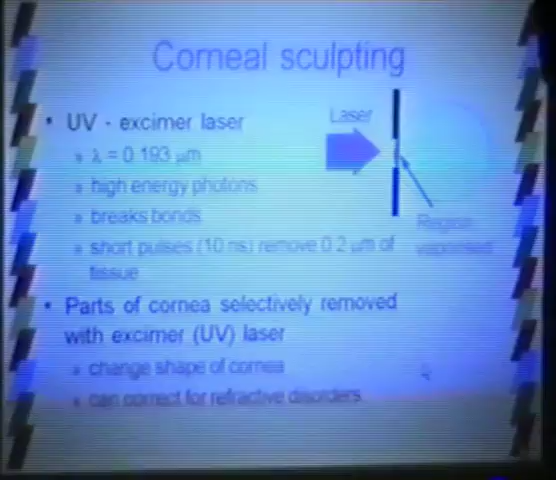 Corneal sculpting
• UV - excimer laser
» λ = 0.193 μm
» high energy photons
» breaks bonds
» short pulses (10 ns) remove 0.2 μm of
tissue
• Parts of cornea selectively removed
with excimer (UV) laser
» change shape of cornea
» can correct for refractive disorders
Laser
Region
vaporised